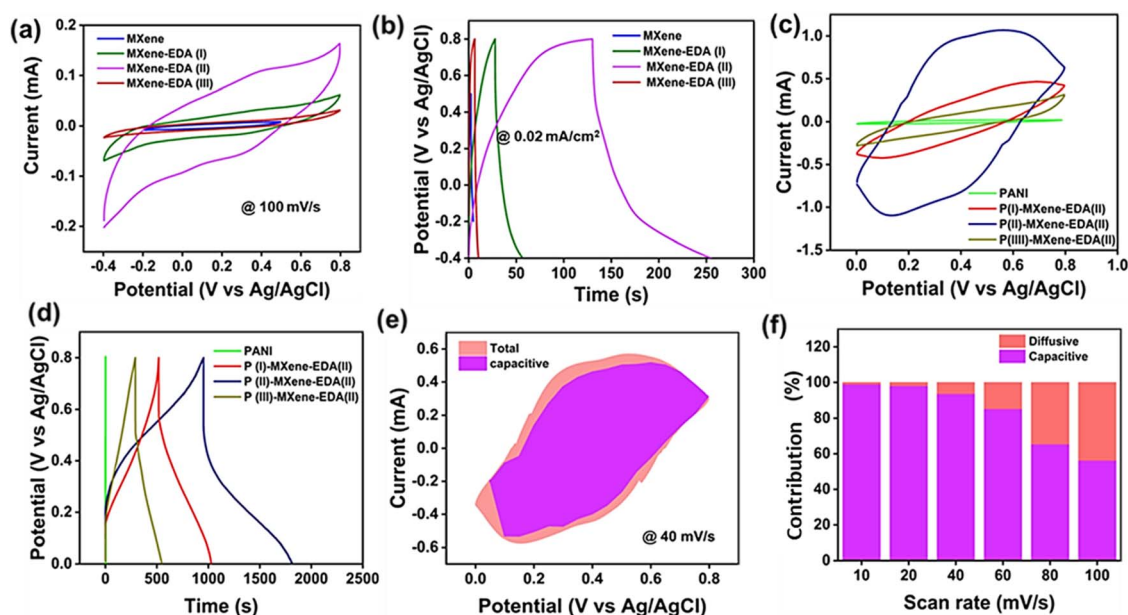 (a)
MXene
MXene-EDA (I)
MXene-EDA (II)
MXene-EDA (III)
@ 100 mV/s
Current (mA)
0.2
0.1
0.0
-0.1
-0.2
-0.4 -0.2 0.0 0.2 0.4 0.6 0.8
Potential (V vs Ag/AgCl)
(b)
MXene
MXene-EDA (I)
MXene-EDA (II)
MXene-EDA (III)
@ 0.02 mA/cm²
Potential (V vs Ag/AgCl)
0.8
0.4
0.0
-0.4
0 50 100 150 200 250 300
Time (s)
(c)
PANI
P(I)-MXene-EDA(II)
P(II)-MXene-EDA(II)
P(IIII)-MXene-EDA(II)
Current (mA)
1.0
0.5
0.0
-0.5
-1.0
-1.5
0.0 0.2 0.4 0.6 0.8 1.0
Potential (V vs Ag/AgCl)
(d)
PANI
P (I)-MXene-EDA(II)
P (II)-MXene-EDA(II)
P (III)-MXene-EDA(II)
Potential (V vs Ag/AgCl)
1.0
0.8
0.6
0.4
0.2
0.0
0 500 1000 1500 2000 2500
Time (s)
(e)
Total
capacitive
@ 40 mV/s
Current (mA)
0.6
0.4
0.2
0.0
-0.2
-0.4
-0.6
0.0 0.2 0.4 0.6 0.8
Potential (V vs Ag/AgCl)
(f)
Diffusive
Capacitive
Contribution (%)
120
100
80
60
40
20
0
10 20 40 60 80 100
Scan rate (mV/s)